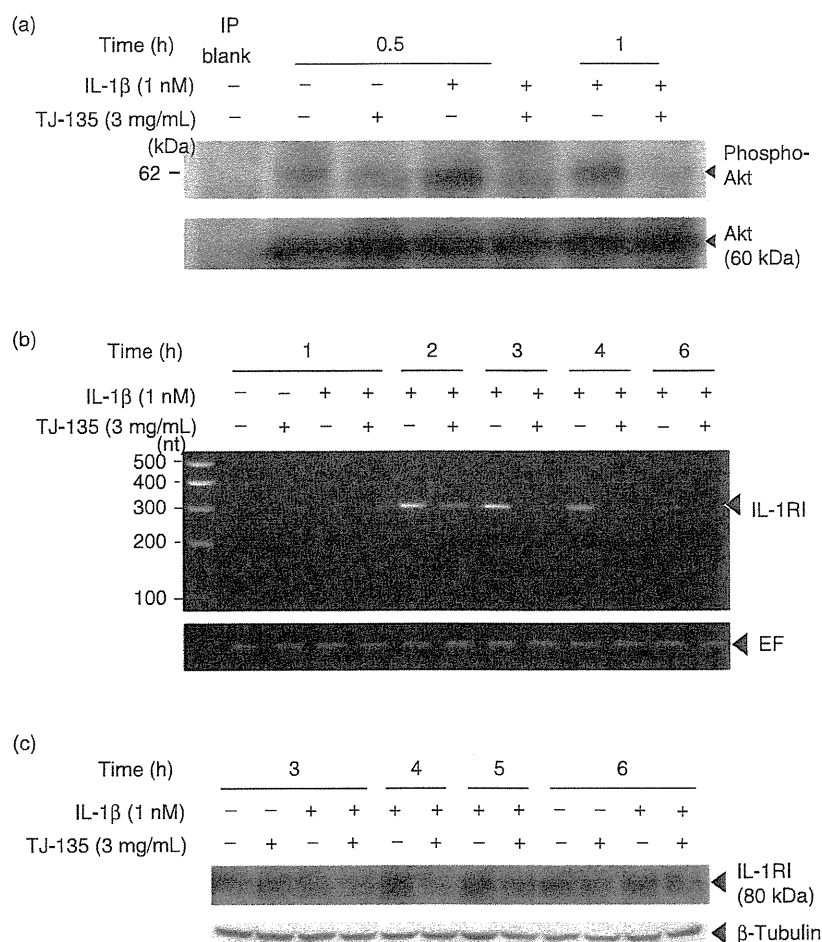 (a)
IP
blank
Time (h) 0.5 1
IL-1β (1 nM) – – – + + + +
TJ-135 (3 mg/mL) – – + – + – +
(kDa)
62 –
Phospho-
Akt
Akt
(60 kDa)
(b)
Time (h) 1 2 3 4 6
IL-1β (1 nM) – – + + + + + + + + + +
TJ-135 (3 mg/mL) – + – + – + – + – + – +
(nt)
500 –
400 –
300 –
200 –
100 –
IL-1RI
EF
(c)
Time (h) 3 4 5 6
IL-1β (1 nM) – – + + + + + + – – + +
TJ-135 (3 mg/mL) – + – + – + – + – + – +
IL-1RI
(80 kDa)
β-Tubulin